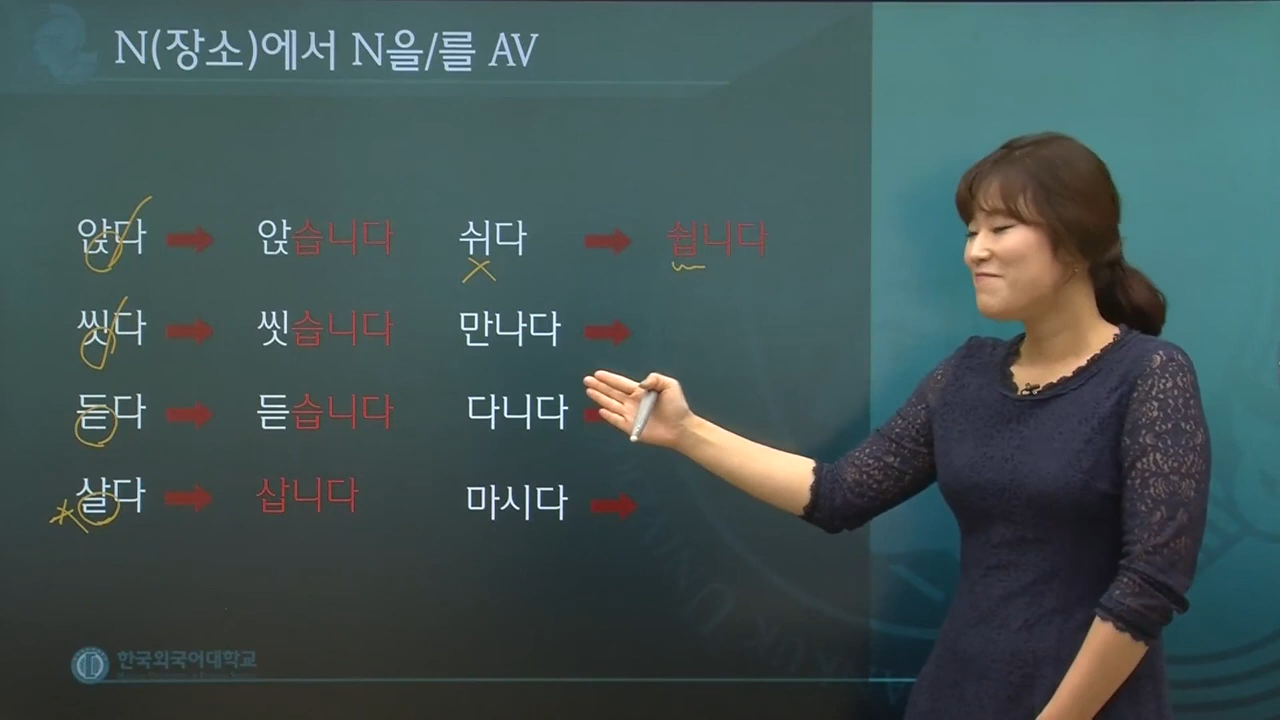 N(장소)에서 N을/를 AV
앉다 앉습니다 쉬다 쉽니다
씻다 씻습니다 만나다
듣다 듣습니다 다니다
살다 삽니다 마시다
한국외국어대학교